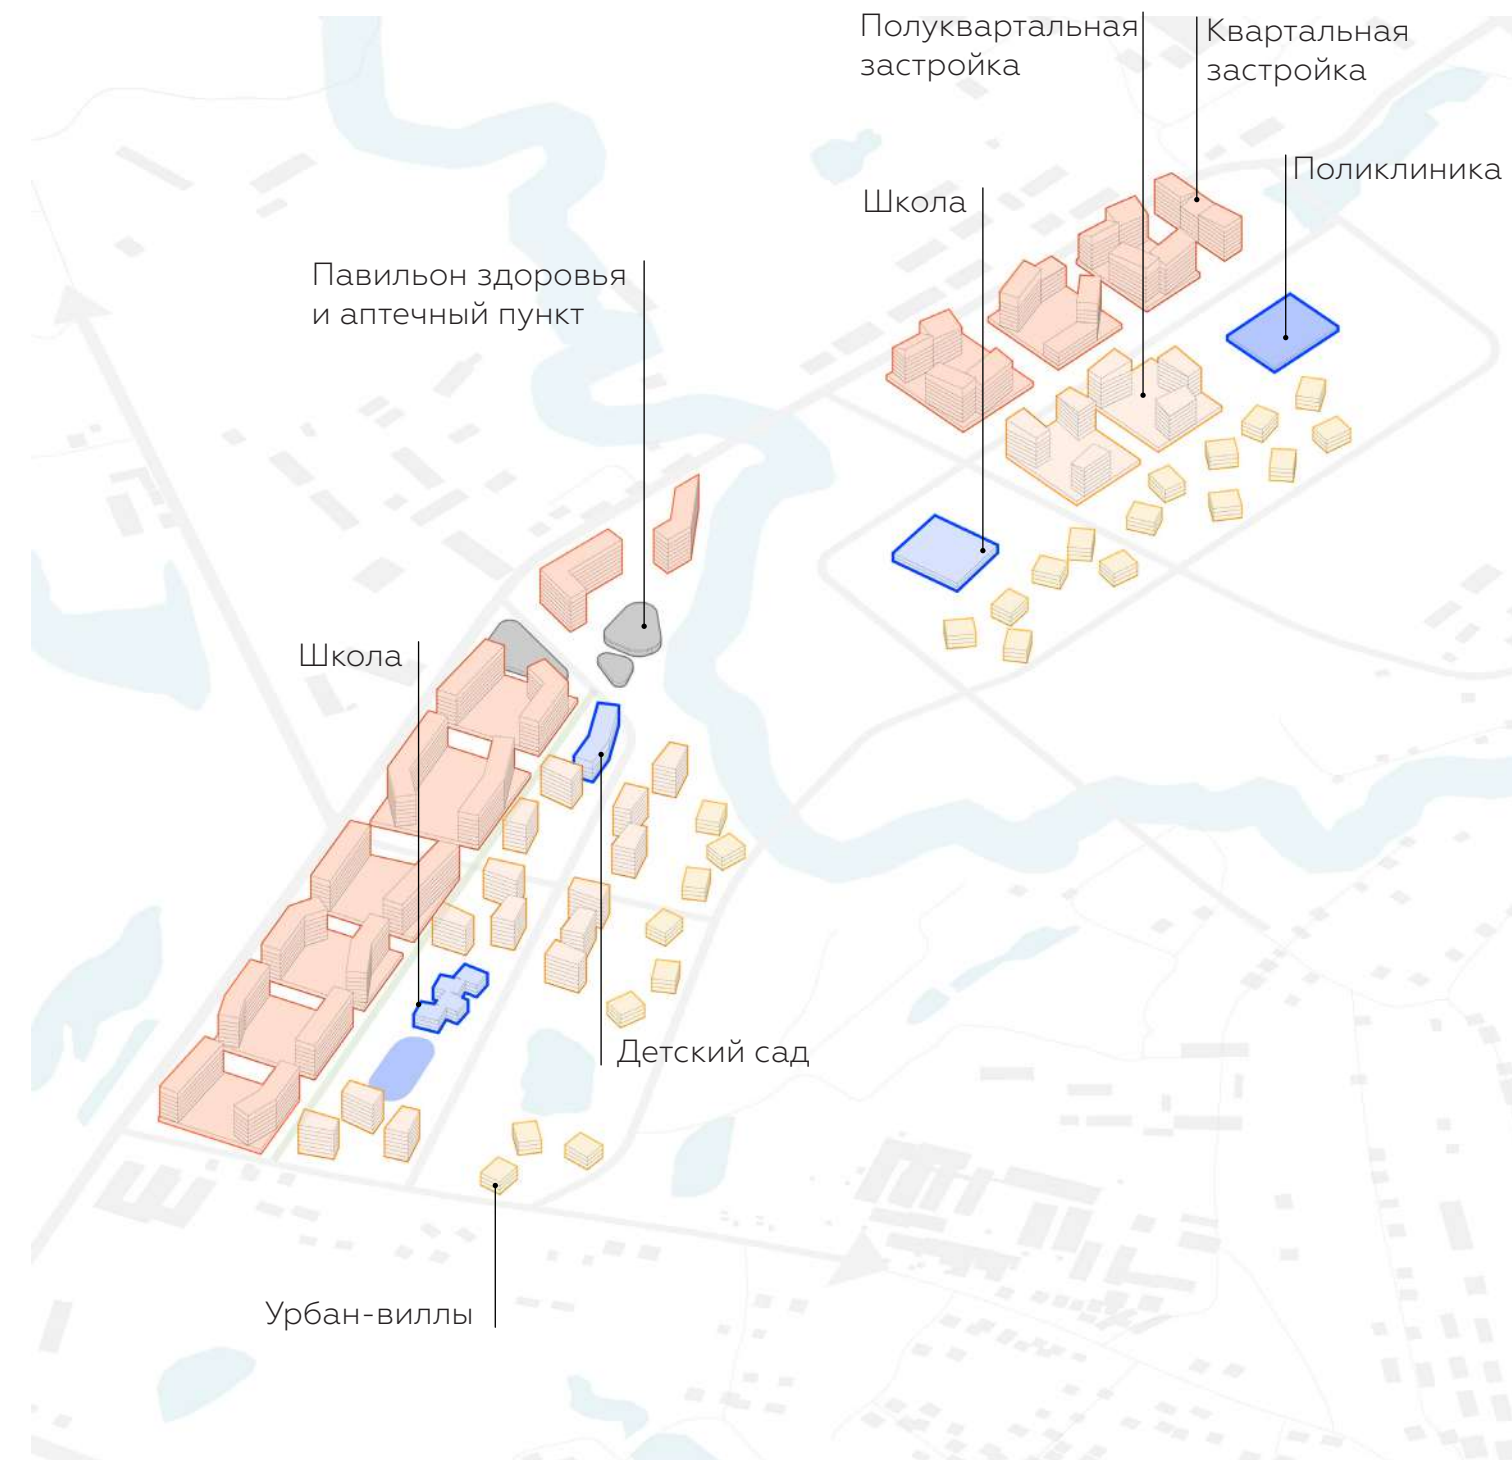 Полуквартальная
застройка
Квартальная
застройка
Поликлиника
Школа
Павильон здоровья
и аптечный пункт
Школа
Детский сад
Урбан-виллы